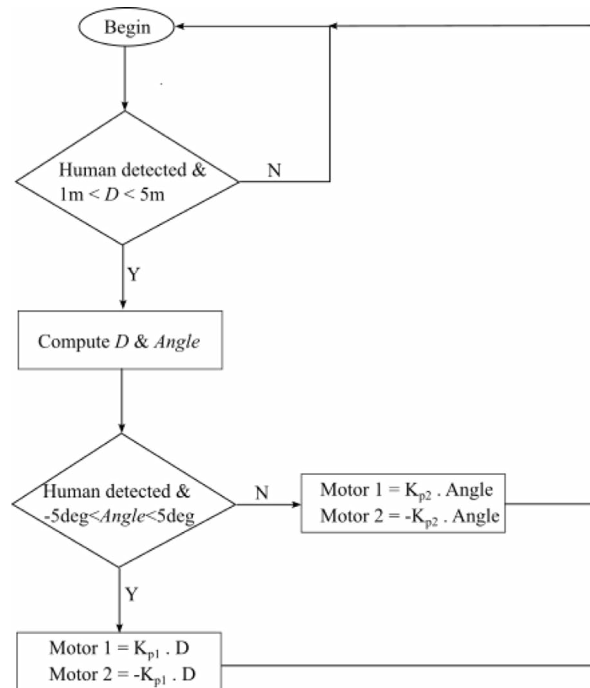 Begin
Human detected &
1m < D < 5m
N
Y
Compute D & Angle
Human detected &
-5deg<Angle<5deg
N
Motor 1 = Kp2 . Angle
Motor 2 = -Kp2 . Angle
Y
Motor 1 = Kp1 . D
Motor 2 = -Kp1 . D